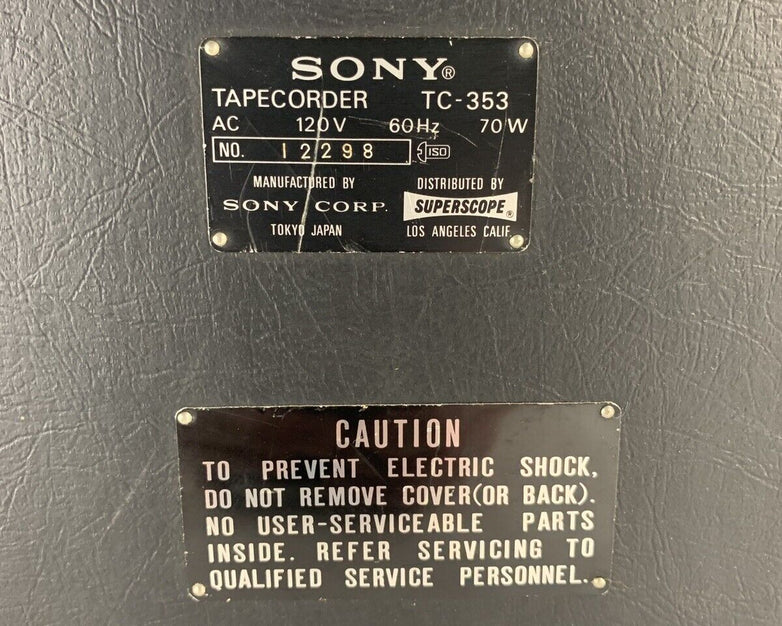 SONY®
TAPECORDER TC-353
AC 120V 60Hz 70W
NO. 12298 ISO
MANUFACTURED BY
SONY CORP.
TOKYO JAPAN
DISTRIBUTED BY
SUPERSCOPE®
LOS ANGELES CALIF.
CAUTION
TO PREVENT ELECTRIC SHOCK,
DO NOT REMOVE COVER(OR BACK).
NO USER-SERVICEABLE PARTS
INSIDE. REFER SERVICING TO
QUALIFIED SERVICE PERSONNEL.